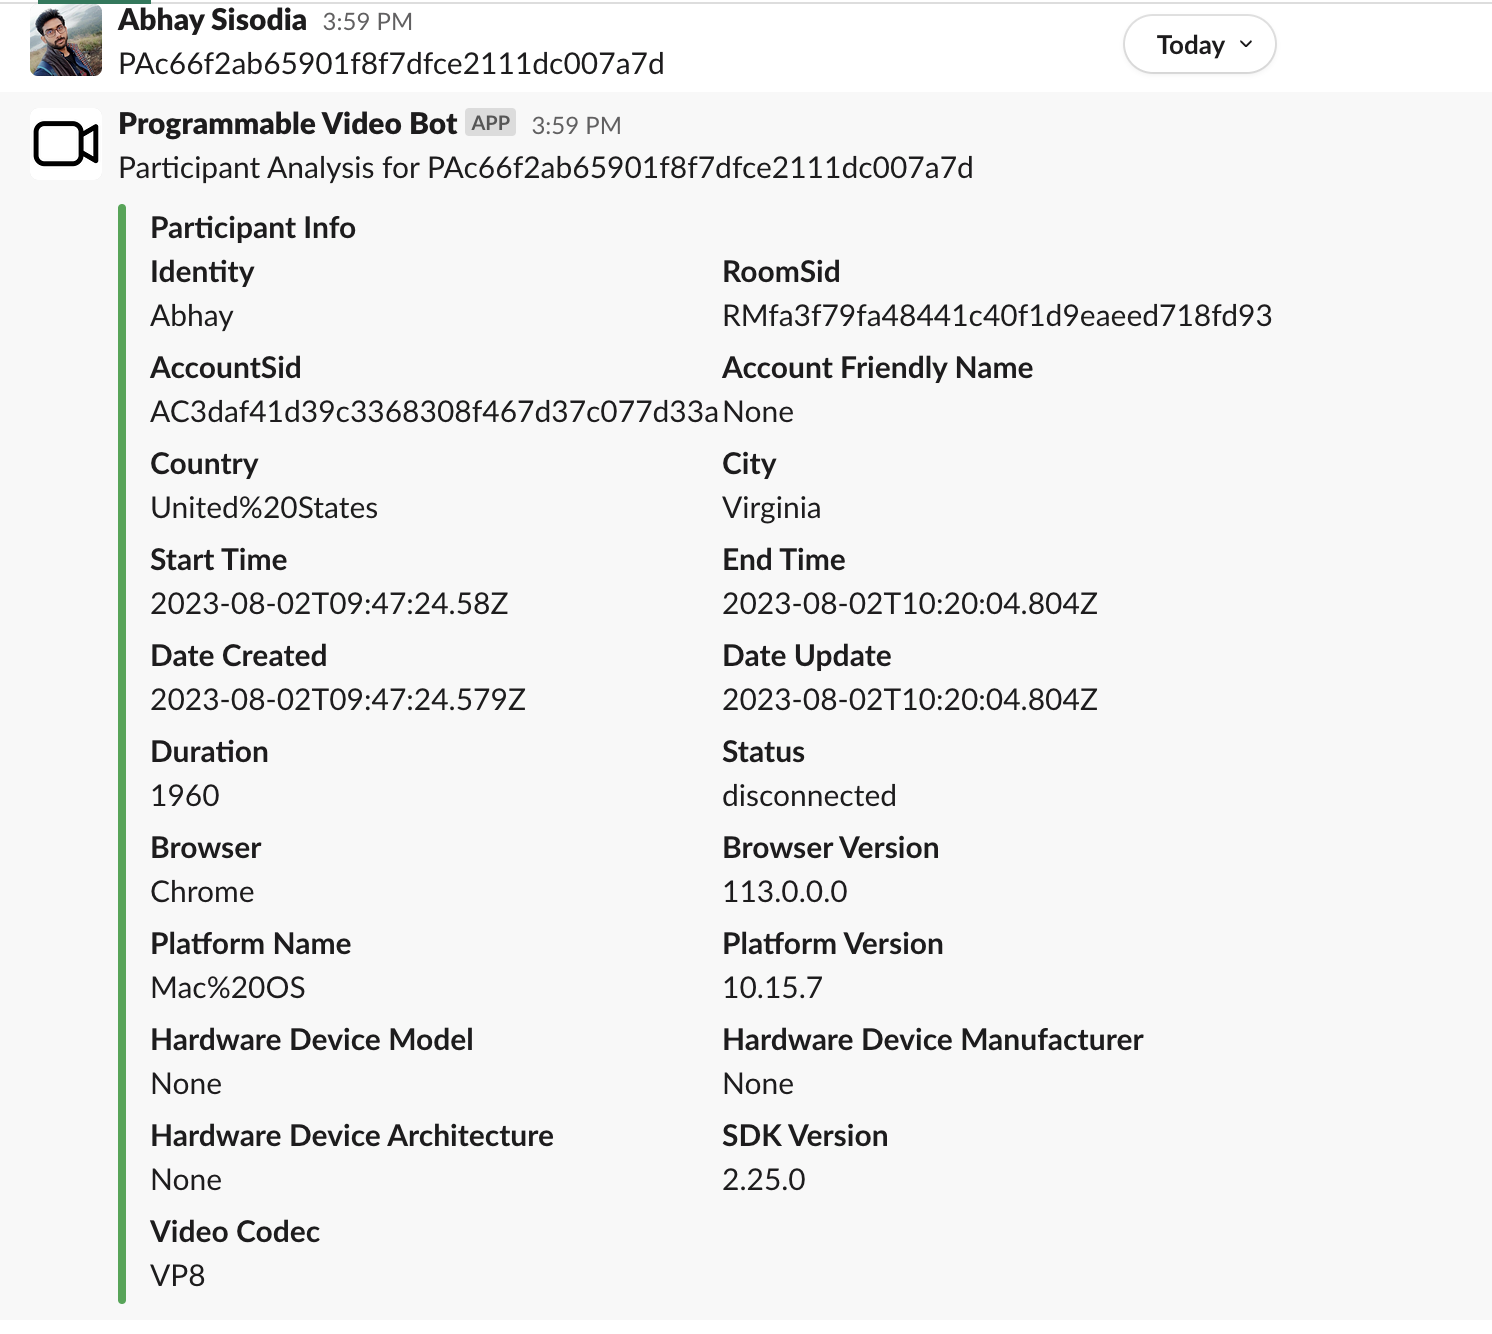 Abhay Sisodia 3:59 PM
Today
PAc66f2ab65901f8f7dfce2111dc007a7d
Programmable Video Bot APP 3:59 PM
Participant Analysis for PAc66f2ab65901f8f7dfce2111dc007a7d
Participant Info
Identity RoomSid
Abhay RMfa3f79fa48441c40f1d9eaeed718fd93
AccountSid Account Friendly Name
AC3daf41d39c3368308f467d37c077d33a None
Country City
United%20States Virginia
Start Time End Time
2023-08-02T09:47:24.58Z 2023-08-02T10:20:04.804Z
Date Created Date Update
2023-08-02T09:47:24.579Z 2023-08-02T10:20:04.804Z
Duration Status
1960 disconnected
Browser Browser Version
Chrome 113.0.0.0
Platform Name Platform Version
Mac%20OS 10.15.7
Hardware Device Model Hardware Device Manufacturer
None None
Hardware Device Architecture SDK Version
None 2.25.0
Video Codec
VP8